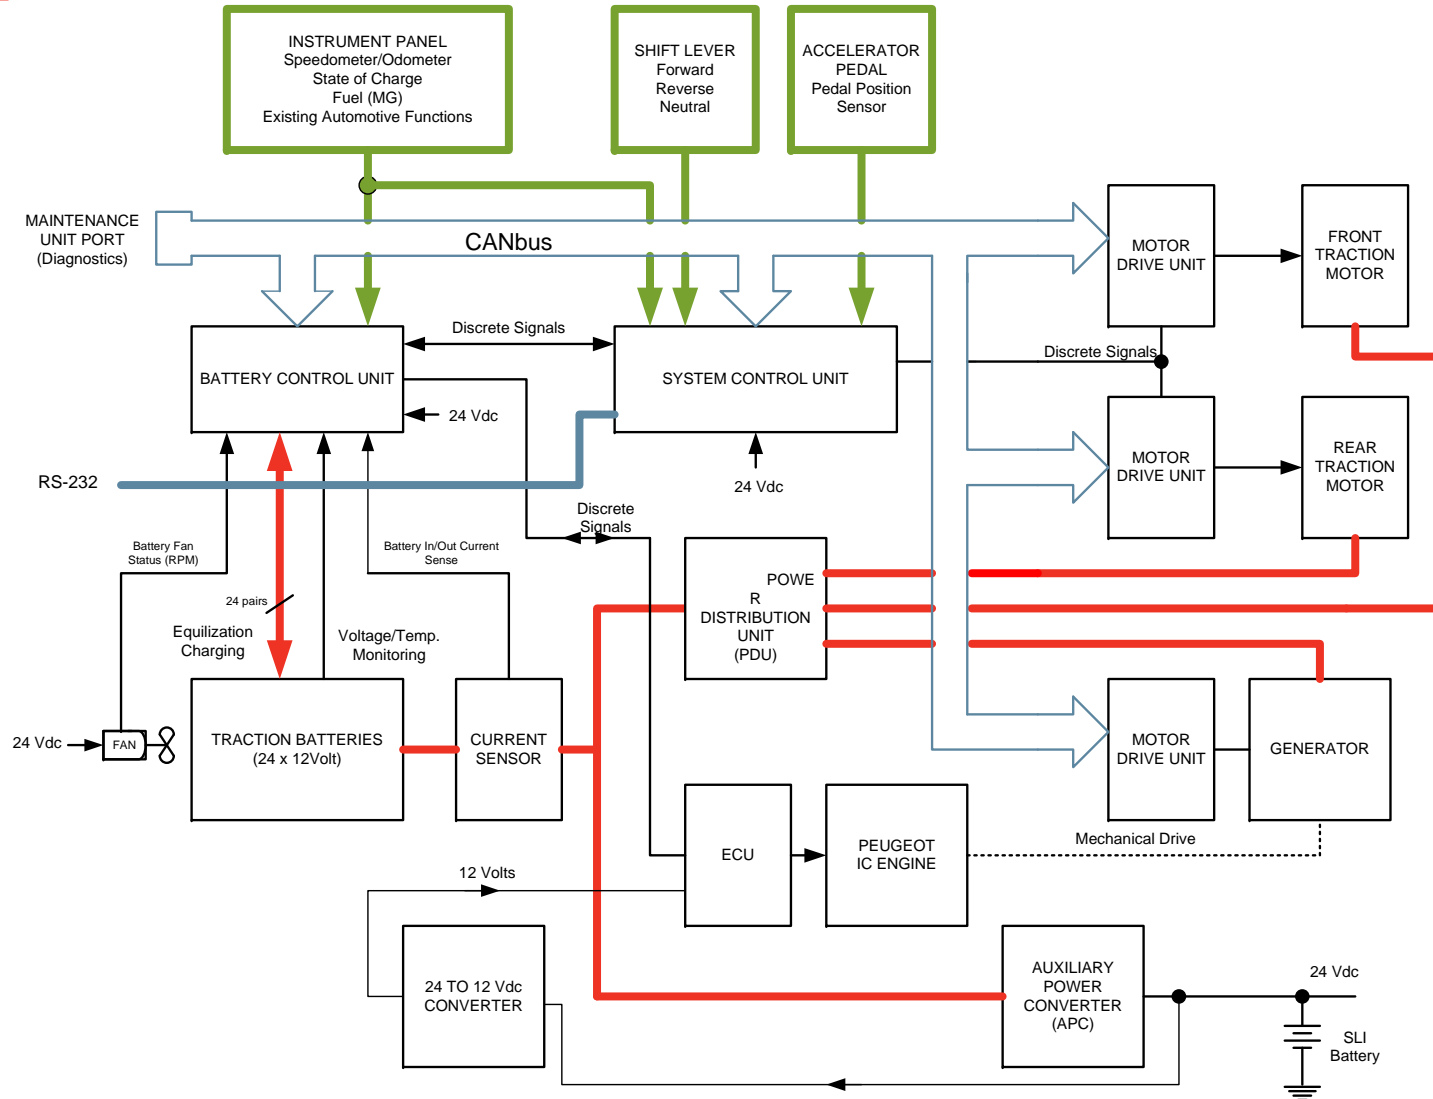 INSTRUMENT PANEL
Speedometer/Odometer
State of Charge
Fuel (MG)
Existing Automotive Functions
SHIFT LEVER
Forward
Reverse
Neutral
ACCELERATOR
PEDAL
Pedal Position
Sensor
MAINTENANCE
UNIT PORT
(Diagnostics)
CANbus
MOTOR
DRIVE UNIT
FRONT
TRACTION
MOTOR
Discrete Signals
BATTERY CONTROL UNIT
24 Vdc
SYSTEM CONTROL UNIT
24 Vdc
Discrete Signals
MOTOR
DRIVE UNIT
REAR
TRACTION
MOTOR
RS-232
Discrete
Signals
Battery Fan
Status (RPM)
Battery In/Out Current
Sense
24 pairs
Equilization
Charging
Voltage/Temp.
Monitoring
POWE
R
DISTRIBUTION
UNIT
(PDU)
24 Vdc
FAN
TRACTION BATTERIES
(24 x 12Volt)
CURRENT
SENSOR
MOTOR
DRIVE UNIT
GENERATOR
ECU
PEUGEOT
IC ENGINE
Mechanical Drive
12 Volts
24 TO 12 Vdc
CONVERTER
AUXILIARY
POWER
CONVERTER
(APC)
24 Vdc
SLI
Battery